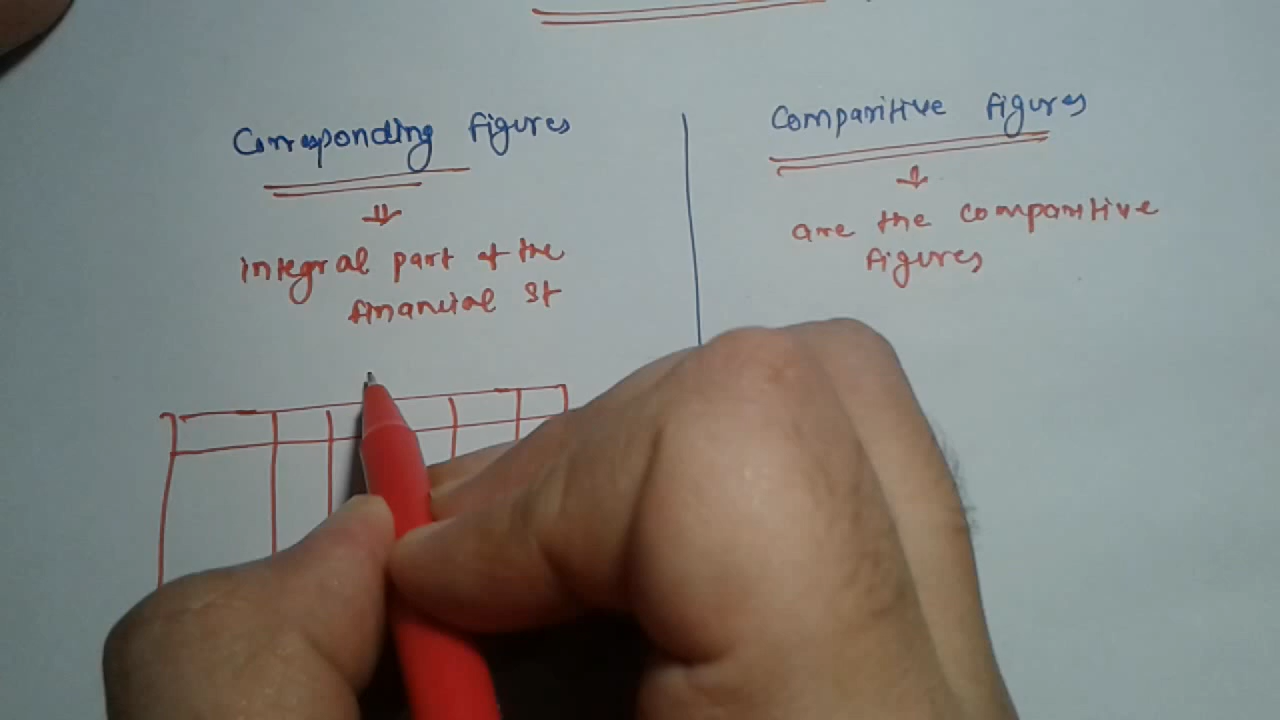 Corresponding figures
integral part of the
financial St
Comparitive figures
are the comparitive
figures